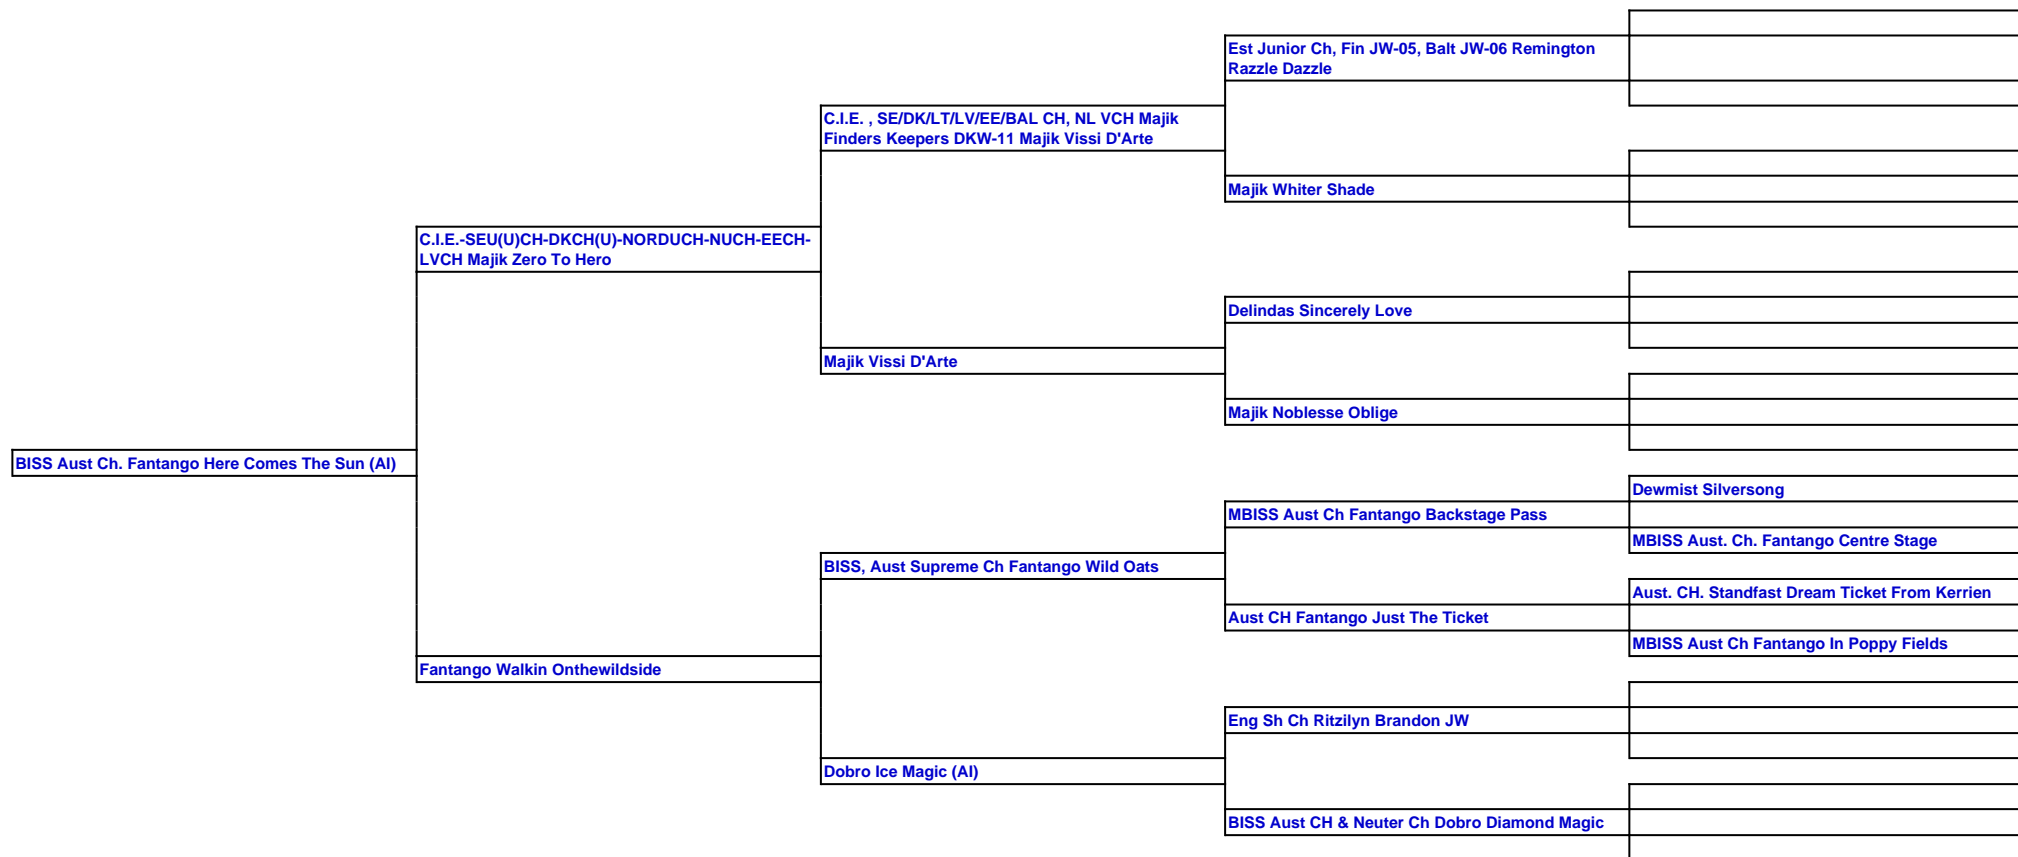 Est Junior Ch, Fin JW-05, Balt JW-06 Remington
Razzle Dazzle
C.I.E. , SE/DK/LT/LV/EE/BAL CH, NL VCH Majik
Finders Keepers DKW-11 Majik Vissi D'Arte
Majik Whiter Shade
C.I.E.-SEU(U)CH-DKCH(U)-NORDUCH-NUCH-EECH-
LVCH Majik Zero To Hero
Delindas Sincerely Love
Majik Vissi D'Arte
Majik Noblesse Oblige
BISS Aust Ch. Fantango Here Comes The Sun (AI)
Dewmist Silversong
MBISS Aust Ch Fantango Backstage Pass
MBISS Aust. Ch. Fantango Centre Stage
BISS, Aust Supreme Ch Fantango Wild Oats
Aust. CH. Standfast Dream Ticket From Kerrien
Aust CH Fantango Just The Ticket
MBISS Aust Ch Fantango In Poppy Fields
Fantango Walkin Onthewildside
Eng Sh Ch Ritzilyn Brandon JW
Dobro Ice Magic (AI)
BISS Aust CH & Neuter Ch Dobro Diamond Magic